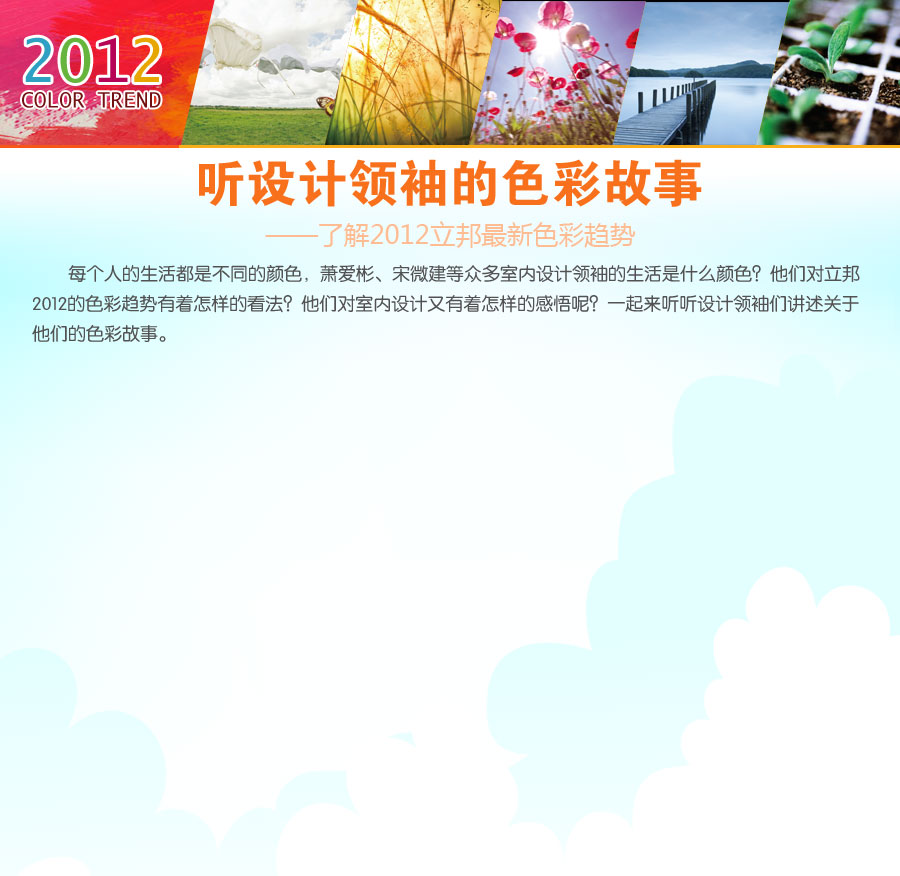 2012
COLOR TREND
听设计领袖的色彩故事
——了解2012立邦最新色彩趋势
每个人的生活都是不同的颜色，萧爱彬、宋微建等众多室内设计领袖的生活是什么颜色？他们对立邦
2012的色彩趋势有着怎样的看法？他们对室内设计又有着怎样的感悟呢？一起来听听设计领袖们讲述关于
他们的色彩故事。